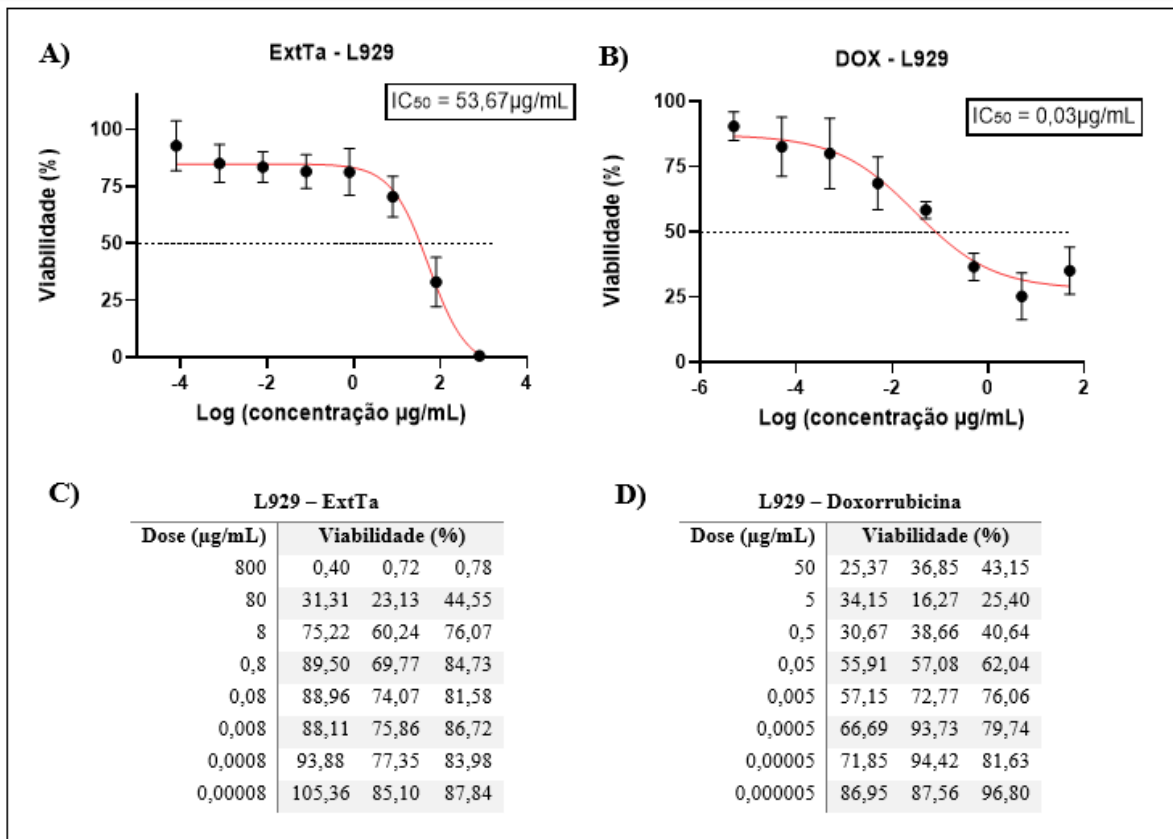 A)
ExtTa - L929
IC₅₀ = 53,67µg/mL
Viabilidade (%)
100
75
50
25
0
-4 -2 0 2 4
Log (concentração µg/mL)
B)
DOX - L929
IC₅₀ = 0,03µg/mL
Viabilidade (%)
100
75
50
25
0
-6 -4 -2 0 2
Log (concentração µg/mL)
C)
L929 – ExtTa
Dose (µg/mL) Viabilidade (%)
800 0,40 0,72 0,78
80 31,31 23,13 44,55
8 75,22 60,24 76,07
0,8 89,50 69,77 84,73
0,08 88,96 74,07 81,58
0,008 88,11 75,86 86,72
0,0008 93,88 77,35 83,98
0,00008 105,36 85,10 87,84
D)
L929 – Doxorrubicina
Dose (µg/mL) Viabilidade (%)
50 25,37 36,85 43,15
5 34,15 16,27 25,40
0,5 30,67 38,66 40,64
0,05 55,91 57,08 62,04
0,005 57,15 72,77 76,06
0,0005 66,69 93,73 79,74
0,00005 71,85 94,42 81,63
0,000005 86,95 87,56 96,80